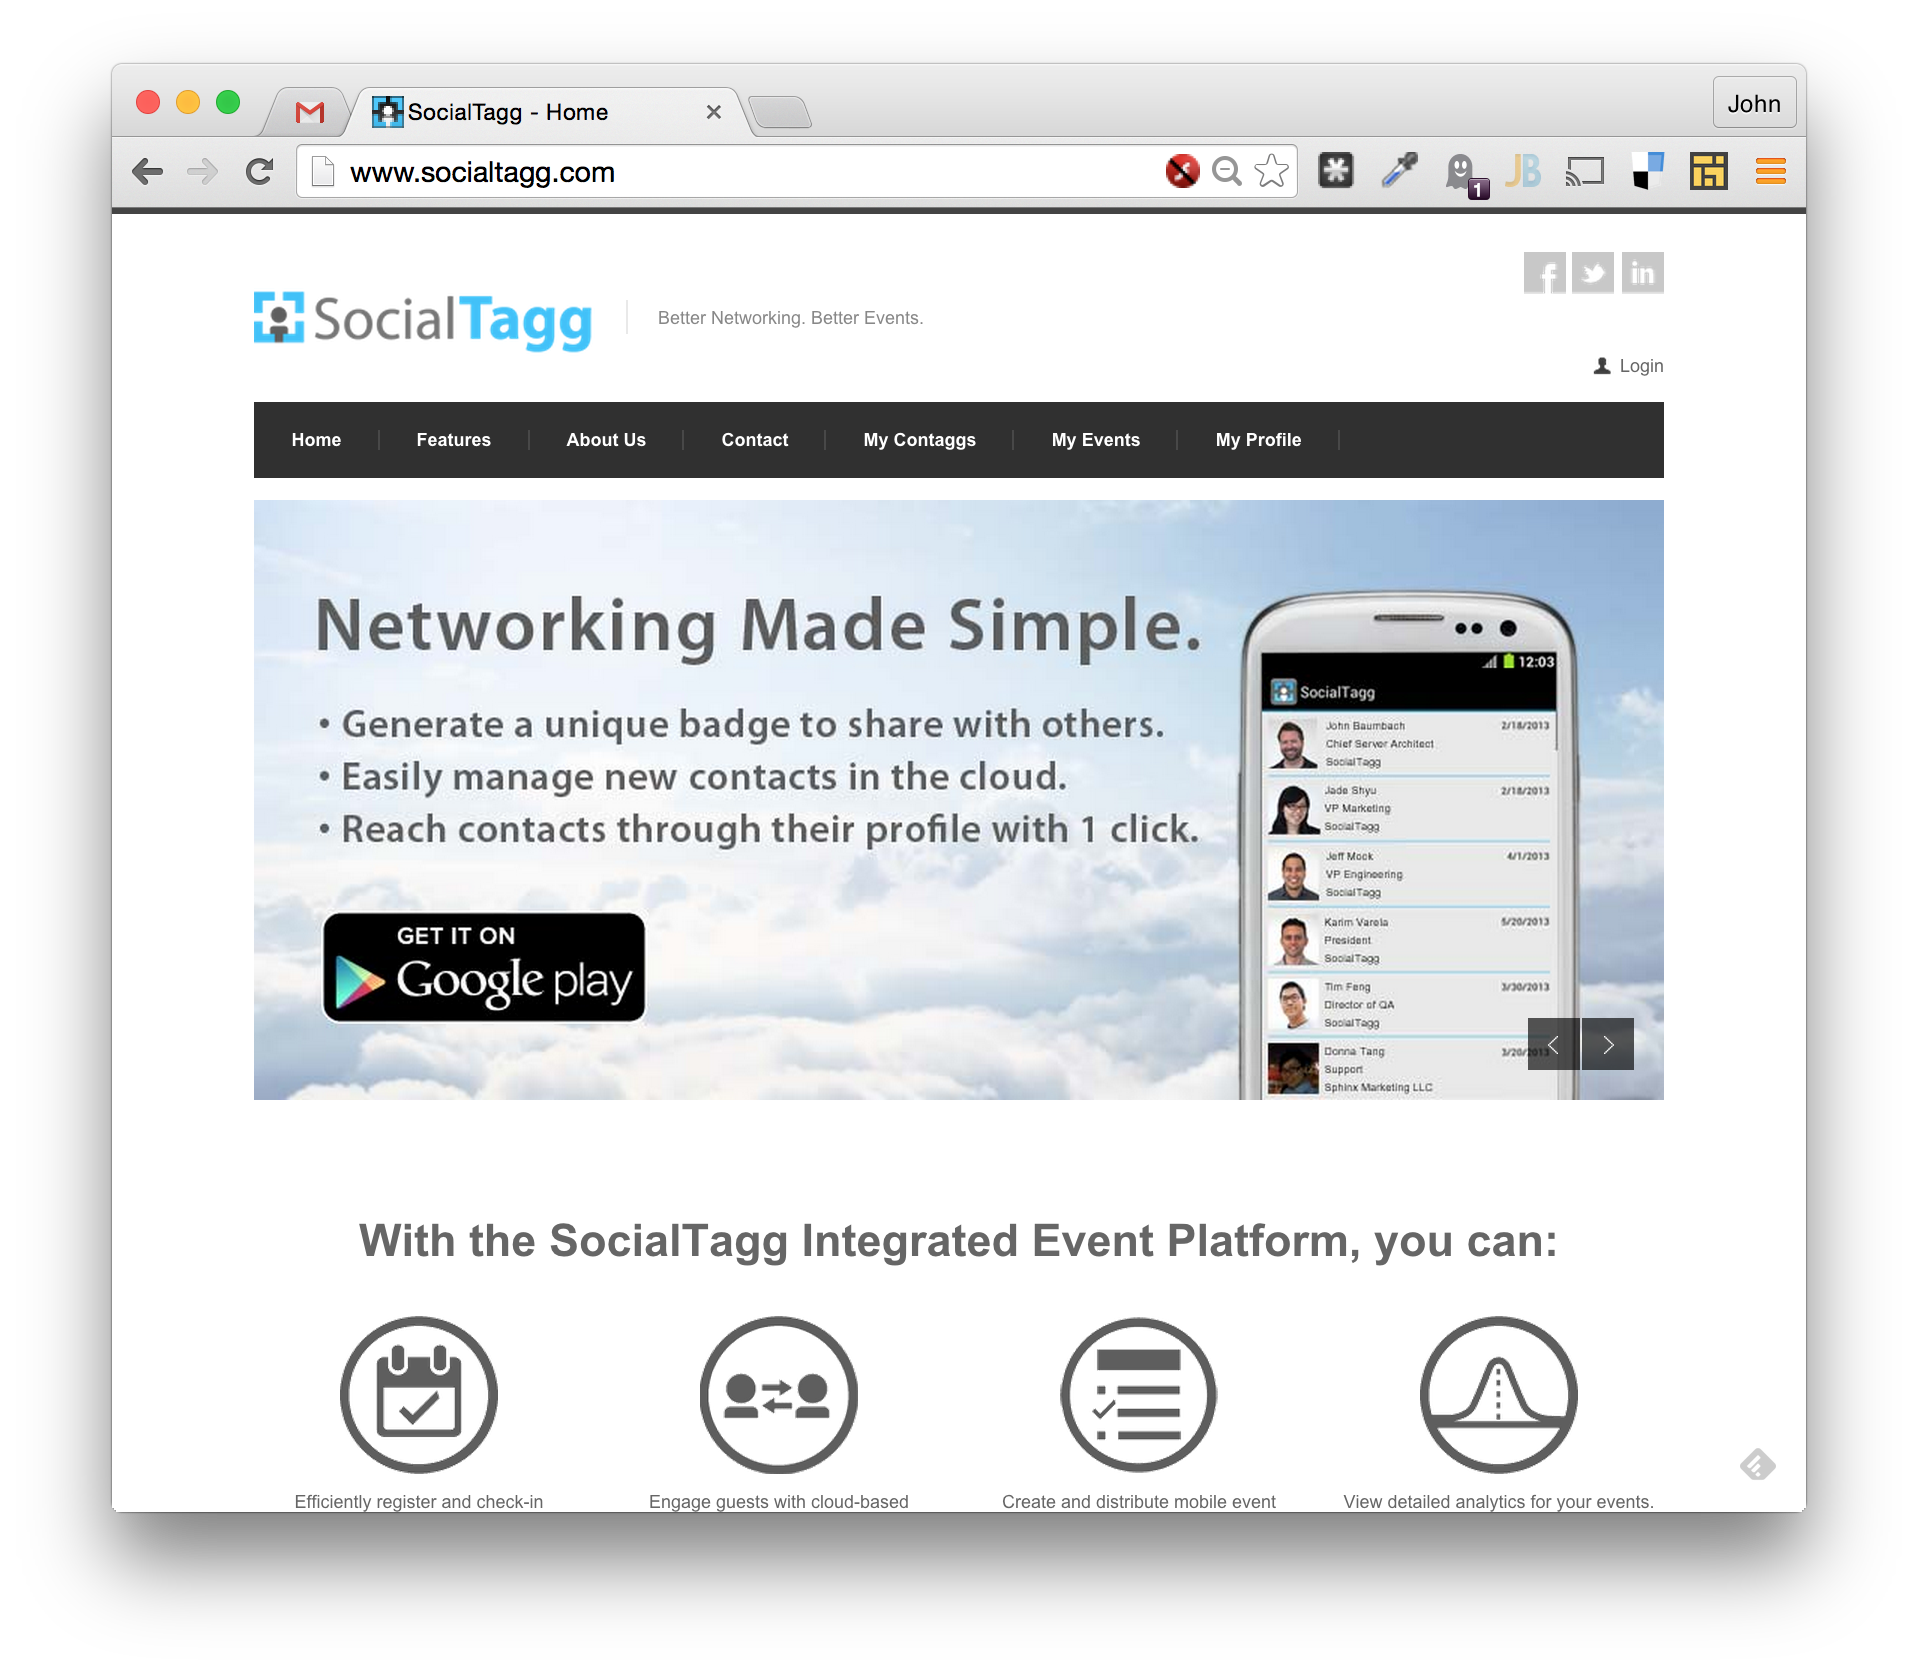 SocialTagg - Home
John
www.socialtagg.com
1
JB
f
in
SocialTagg
Better Networking. Better Events.
Login
Home
Features
About Us
Contact
My Contaggs
My Events
My Profile
Networking Made Simple.
• Generate a unique badge to share with others.
• Easily manage new contacts in the cloud.
• Reach contacts through their profile with 1 click.
GET IT ON
Google play
12:03
SocialTagg
John Baumbach 2/18/2013
Chief Server Architect
SocialTagg
Jade Shyu 2/18/2013
VP Marketing
SocialTagg
Jeff Mock 4/1/2013
VP Engineering
SocialTagg
Karim Varela 5/20/2013
President
SocialTagg
Tim Feng 3/30/2013
Director of QA
SocialTagg
Donna Tang 3/20/2013
Support
Sphinx Marketing LLC
With the SocialTagg Integrated Event Platform, you can:
Efficiently register and check-in
Engage guests with cloud-based
Create and distribute mobile event
View detailed analytics for your events.